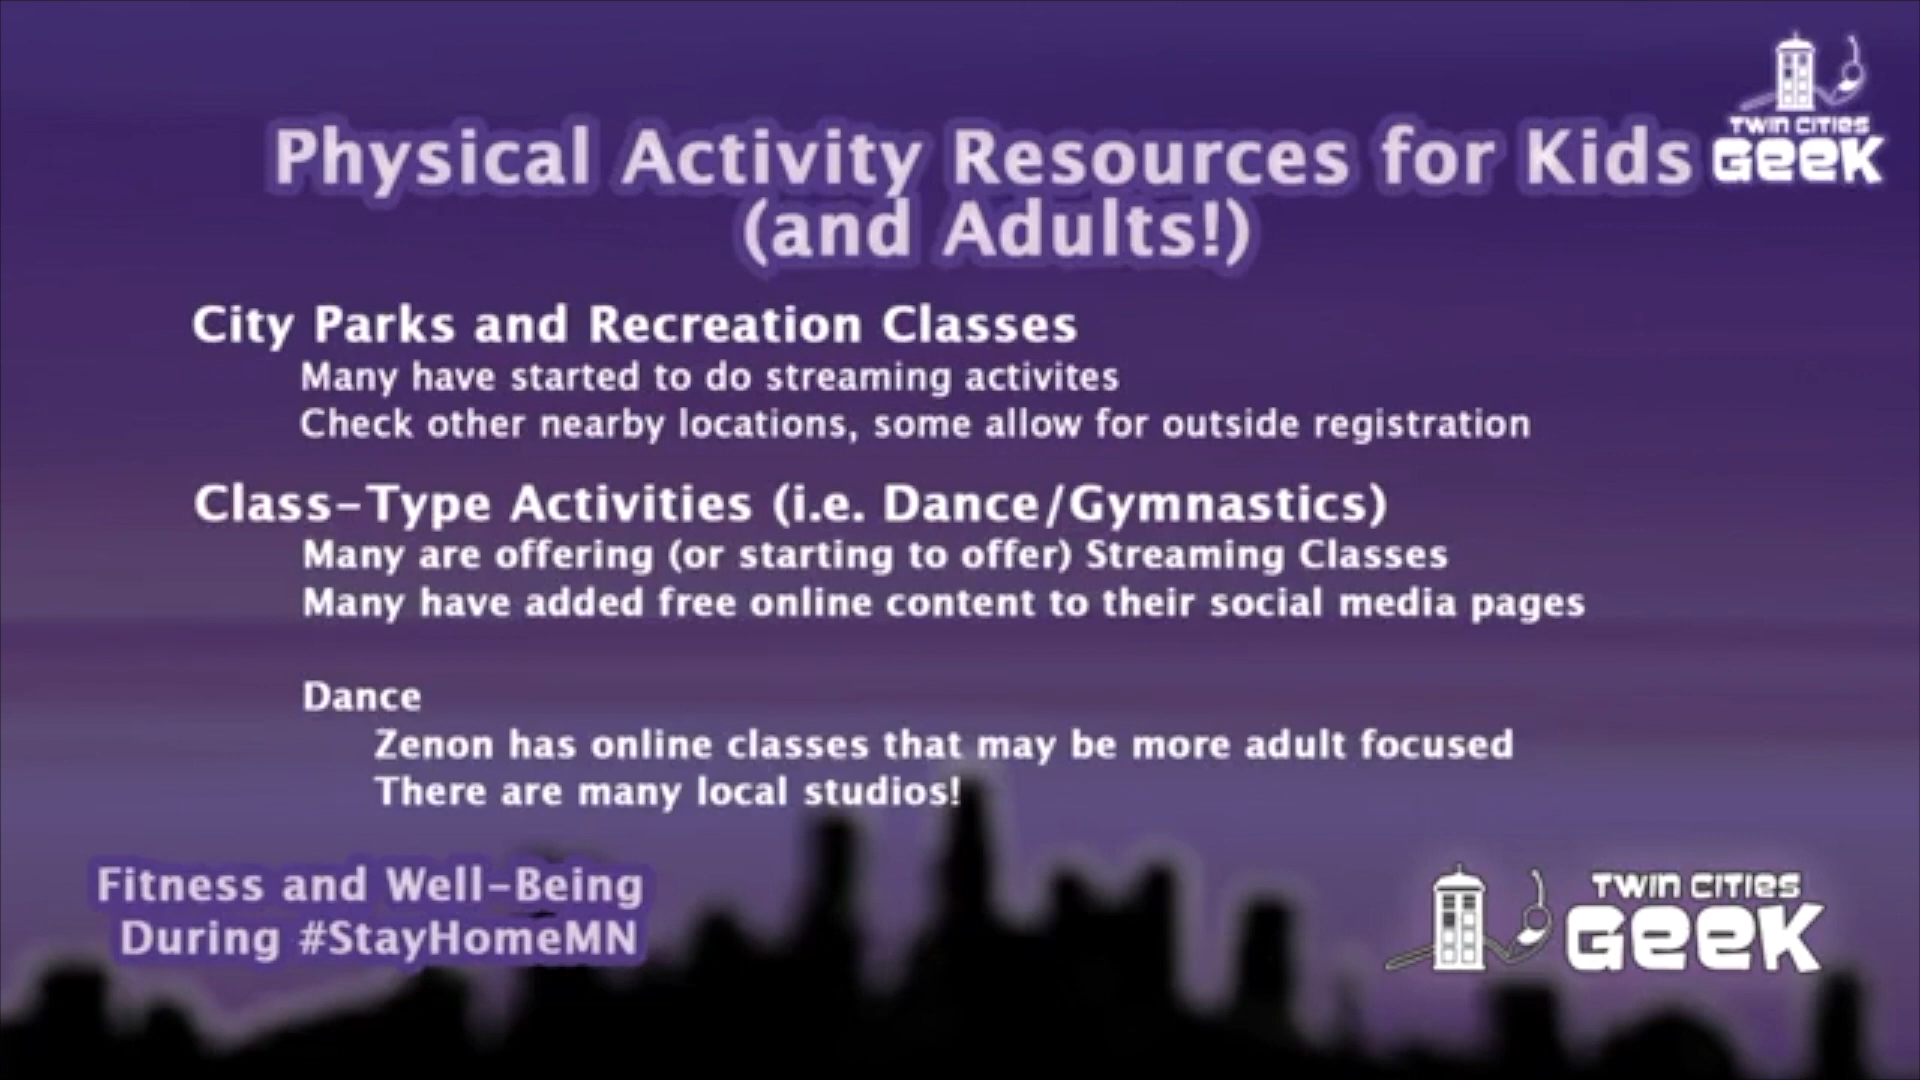 TWIN CITIES
GEEK
Physical Activity Resources for Kids
(and Adults!)
City Parks and Recreation Classes
Many have started to do streaming activites
Check other nearby locations, some allow for outside registration
Class-Type Activities (i.e. Dance/Gymnastics)
Many are offering (or starting to offer) Streaming Classes
Many have added free online content to their social media pages
Dance
Zenon has online classes that may be more adult focused
There are many local studios!
Fitness and Well-Being
During #StayHomeMN
TWIN CITIES
GEEK